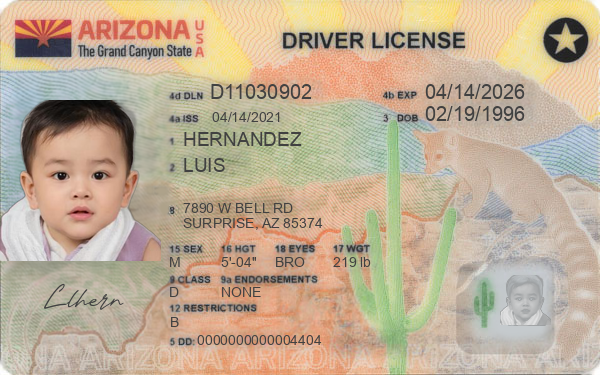 ARIZONA USA
The Grand Canyon State
DRIVER LICENSE
4d DLN D11030902
4b EXP 04/14/2026
4a ISS 04/14/2021
3 DOB 02/19/1996
1 HERNANDEZ
2 LUIS
8 7890 W BELL RD
SURPRISE, AZ 85374
15 SEX 16 HGT 18 EYES 17 WGT
M 5'-04" BRO 219 lb
9 CLASS 9a ENDORSEMENTS
D NONE
12 RESTRICTIONS
B
5 DD: 0000000000004404
Llhern
ARIZONA ARIZONA ARIZONA ARIZONA